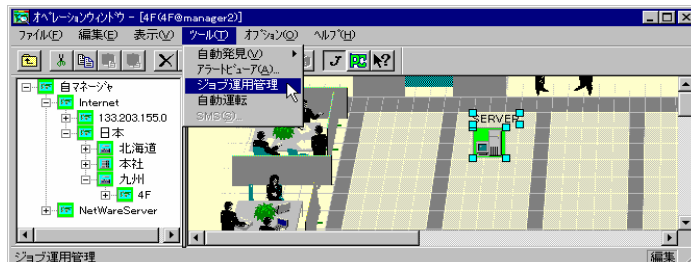 オペレーションウィンドウ - [4F(4F@manager2)]
ファイル(F) 編集(E) 表示(V) ツール(T) オプション(O) ヘルプ(H)
自動発見(V)
アラートビューア(A)...
ジョブ運用管理
自動運転
SMS(S)...
J PC
自マネージャ
Internet
133.203.155.0
日本
北海道
本社
九州
4F
NetWareServer
SERVER
ジョブ運用管理
編集